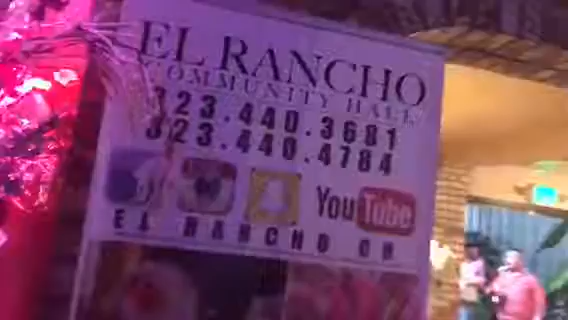 EL RANCHO
COMMUNITY HALL
323.440.3681
323.440.4784
YouTube
EL RANCHO CH